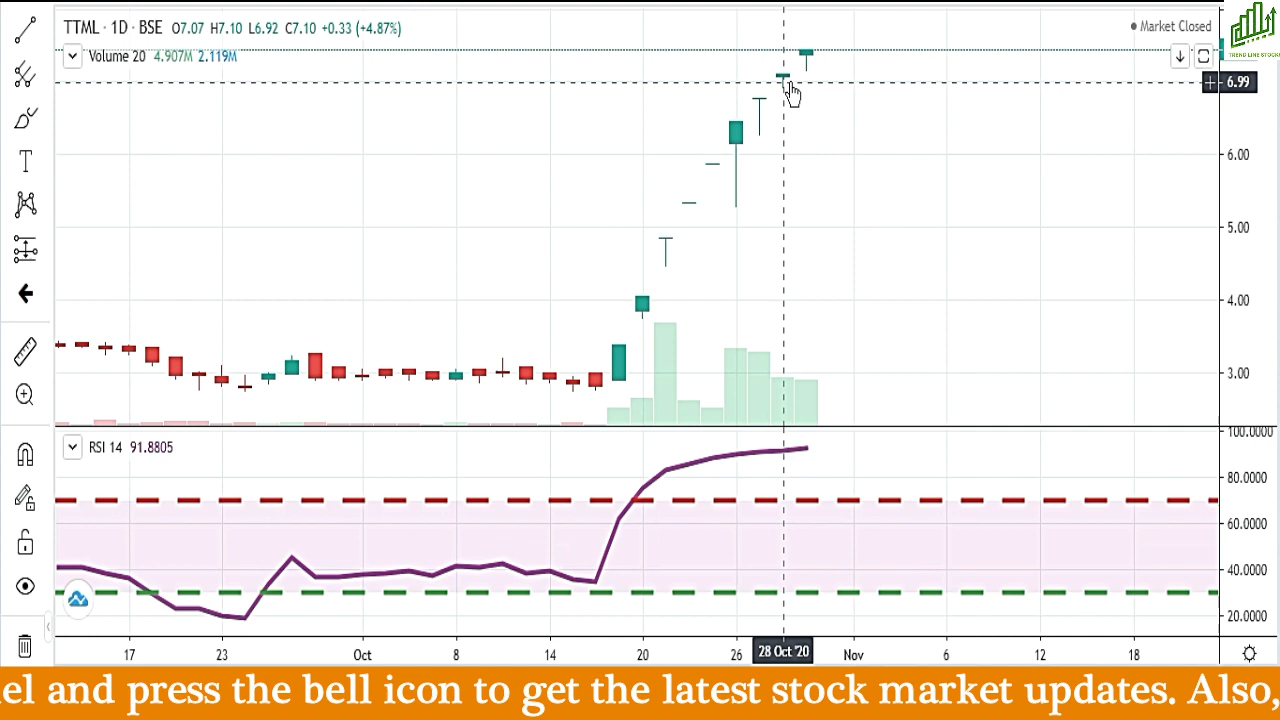 TTML · 1D · BSE O7.07 H7.10 L6.92 C7.10 +0.33 (+4.87%)
Market Closed
TREND LINE STOCKS
Volume 20 4.907M 2.119M
6.99
T
6.00
5.00
4.00
3.00
RSI 14 91.8805
100.0000
80.0000
60.0000
40.0000
20.0000
17 23 Oct 8 14 20 26 28 Oct '20 Nov 6 12 18
el and press the bell icon to get the latest stock market updates. Also,